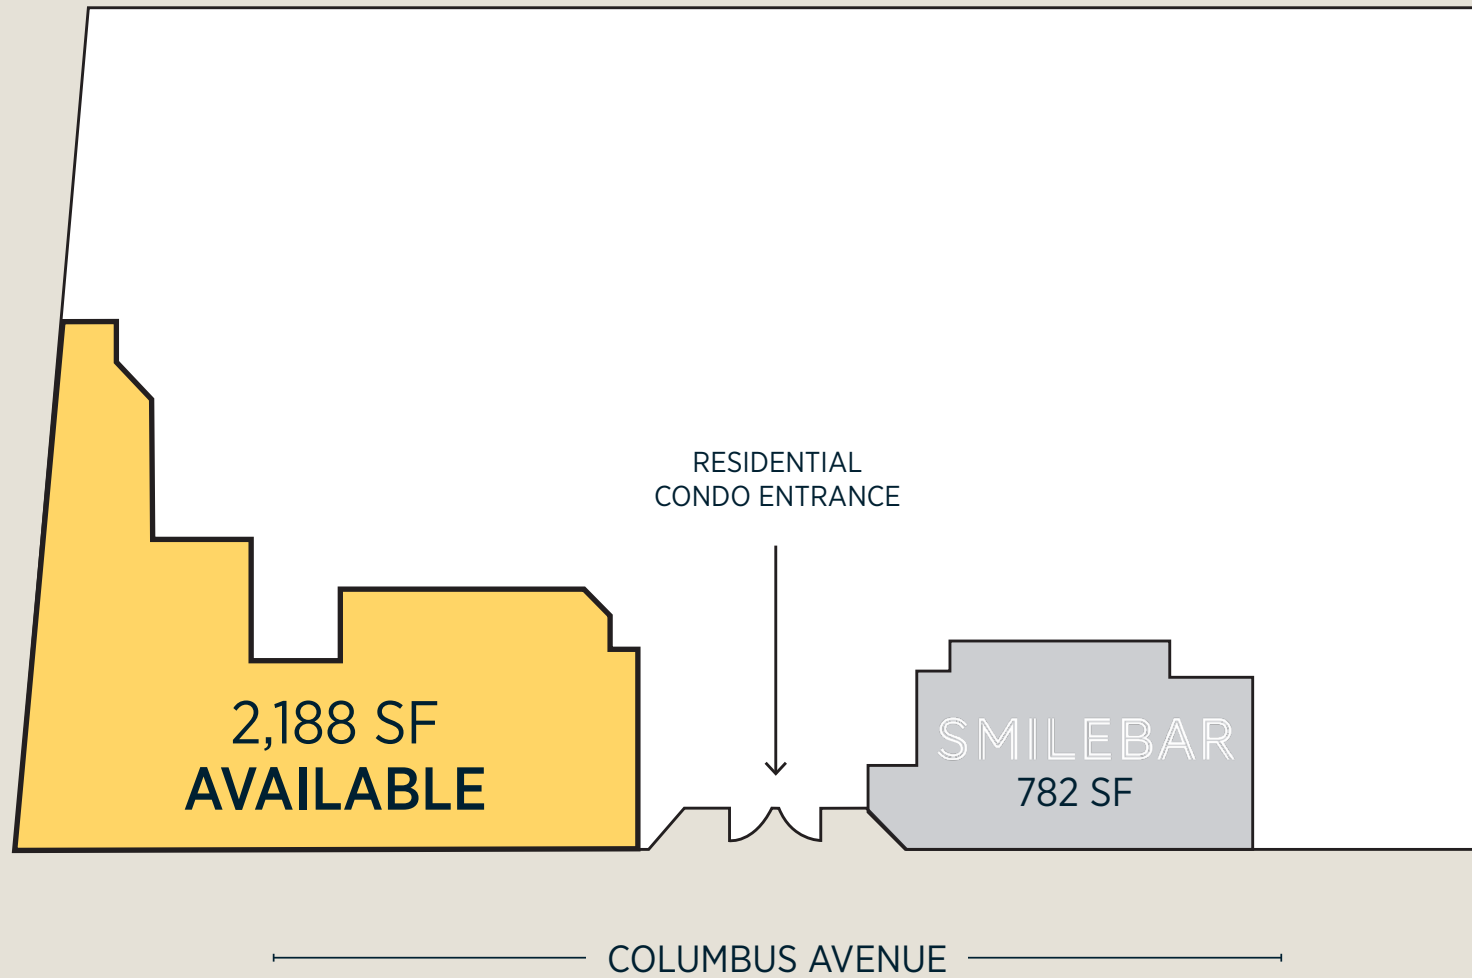 RESIDENTIAL
CONDO ENTRANCE
2,188 SF
AVAILABLE
SMILEBAR
782 SF
COLUMBUS AVENUE